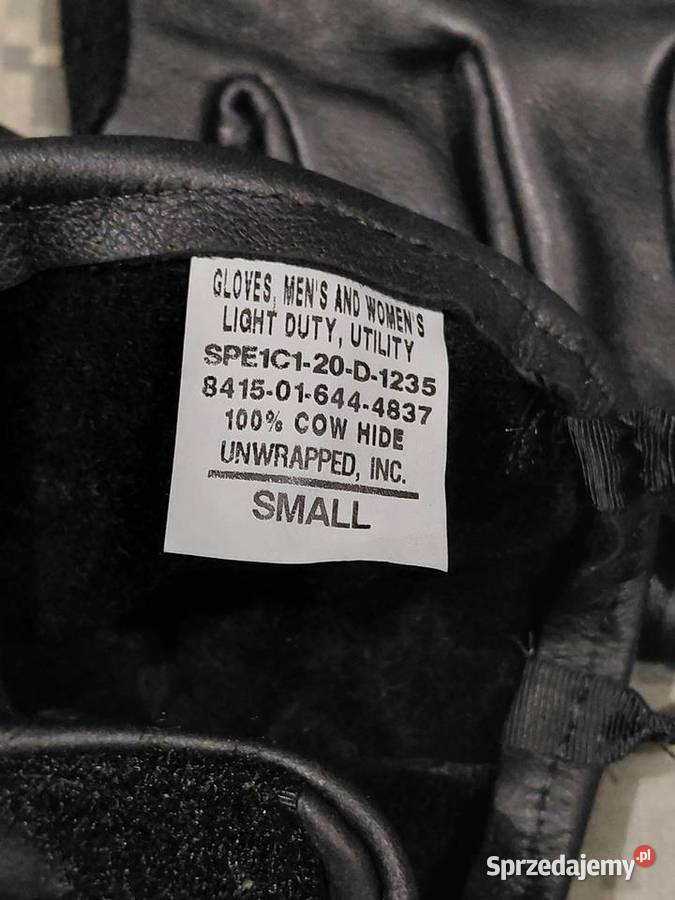 GLOVES, MEN'S AND WOMEN'S
LIGHT DUTY, UTILITY
SPE1C1-20-D-1235
8415-01-644-4837
100% COW HIDE
UNWRAPPED, INC.
SMALL
Sprzedajemy.pl